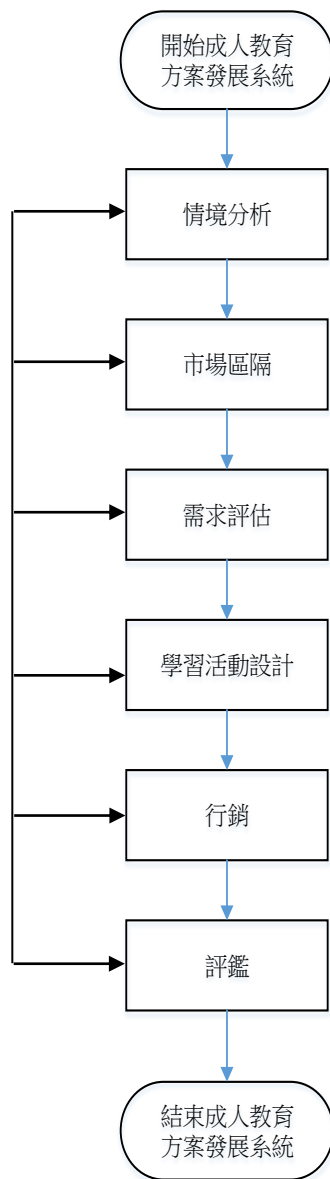 開始成人教育
方案發展系統
情境分析
市場區隔
需求評估
學習活動設計
行銷
評鑑
結束成人教育
方案發展系統